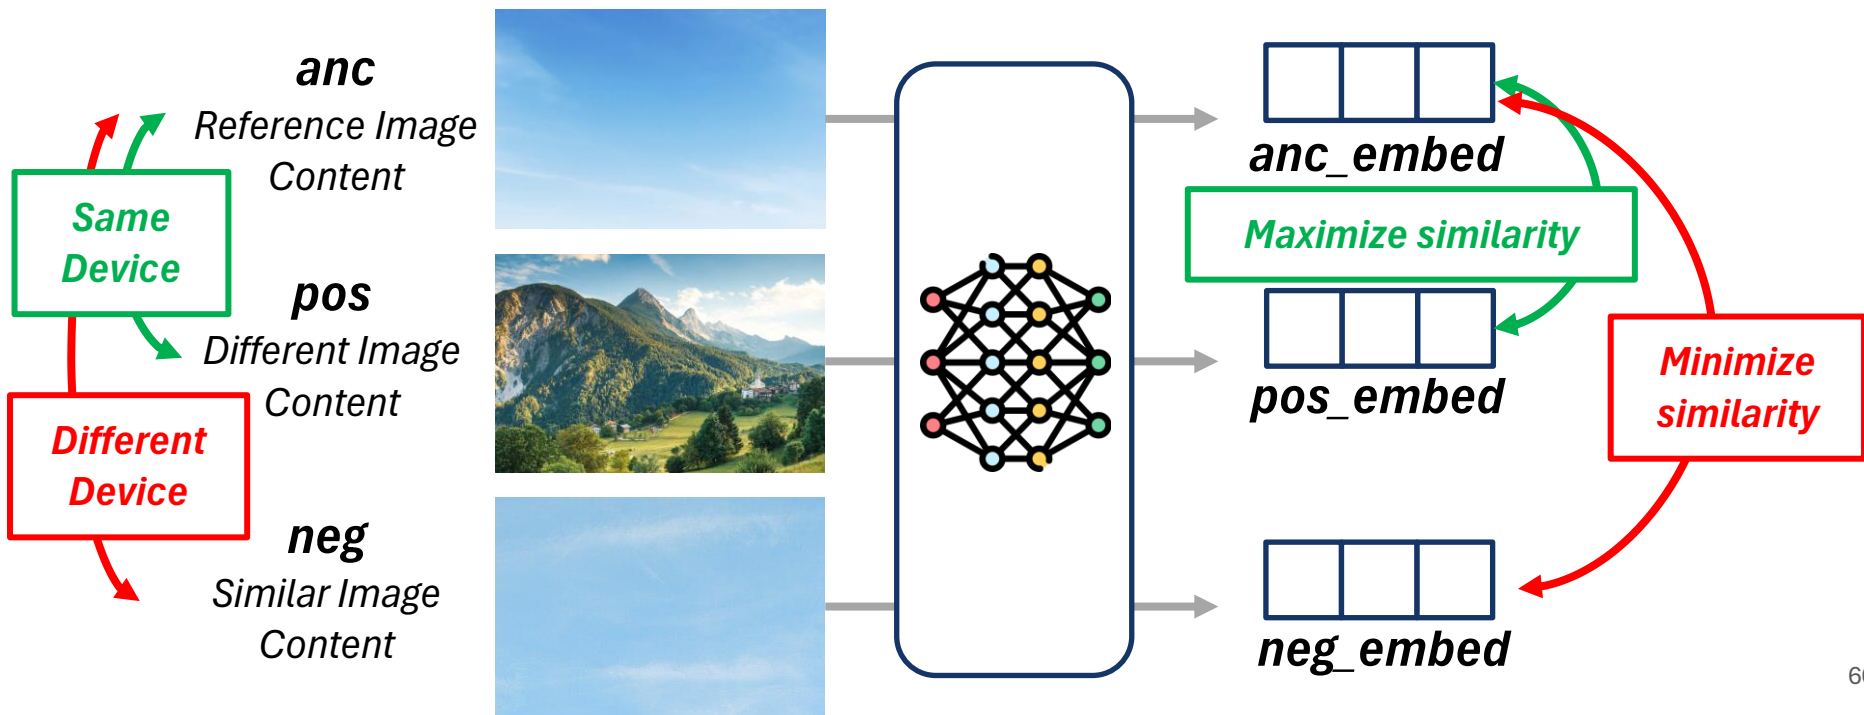 anc
Reference Image
Content
Same
Device
pos
Different Image
Content
Different
Device
neg
Similar Image
Content
anc_embed
Maximize similarity
pos_embed
Minimize
similarity
neg_embed